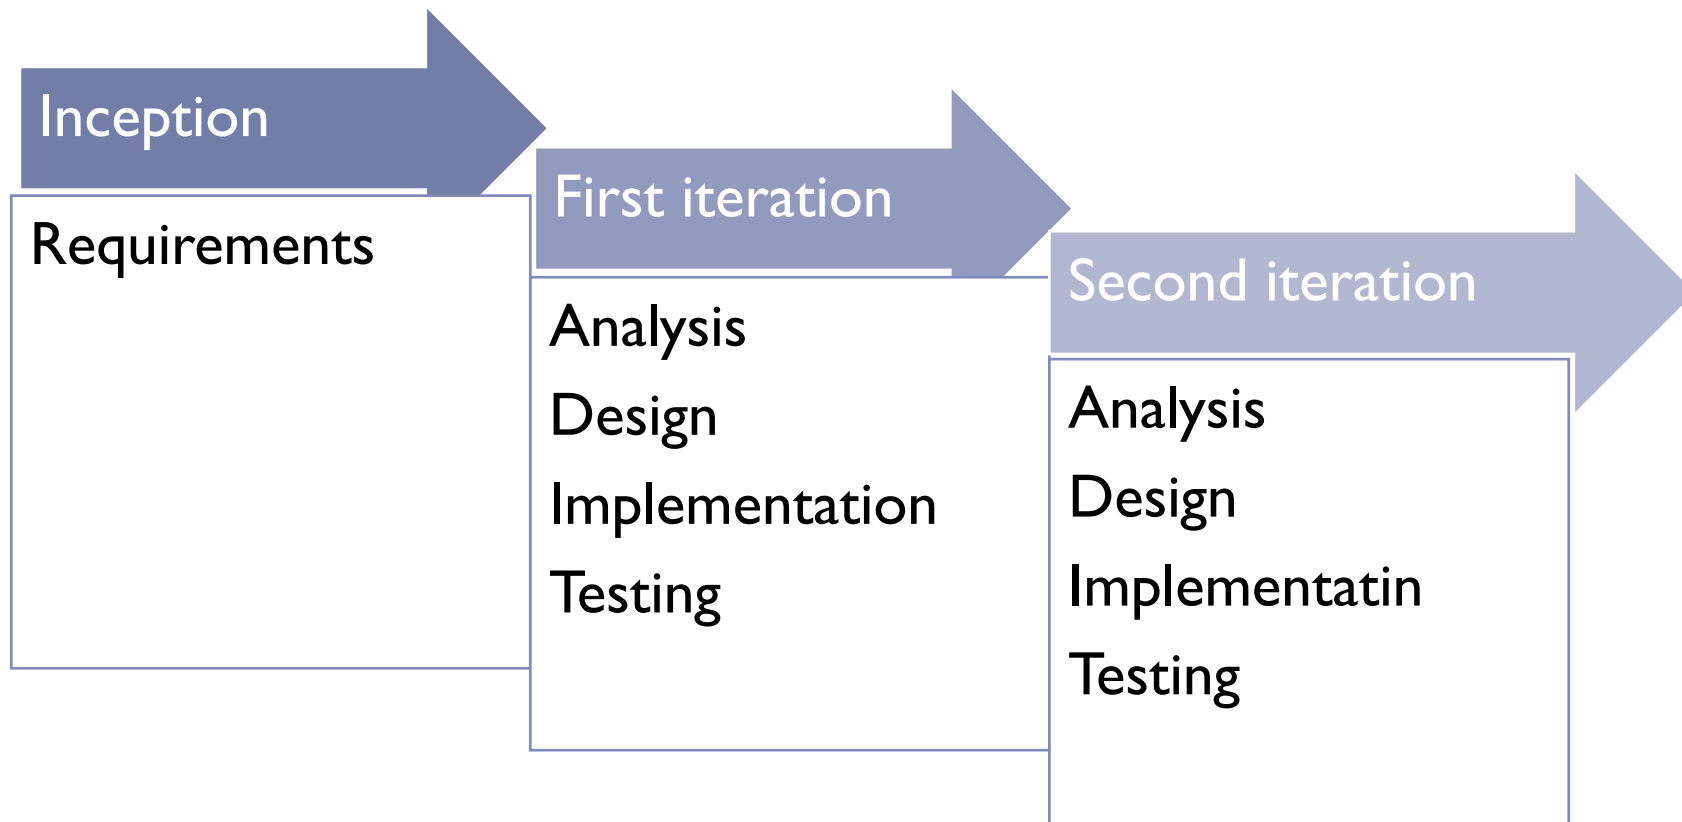 Inception
Requirements
First iteration
Analysis
Design
Implementation
Testing
Second iteration
Analysis
Design
Implementatin
Testing